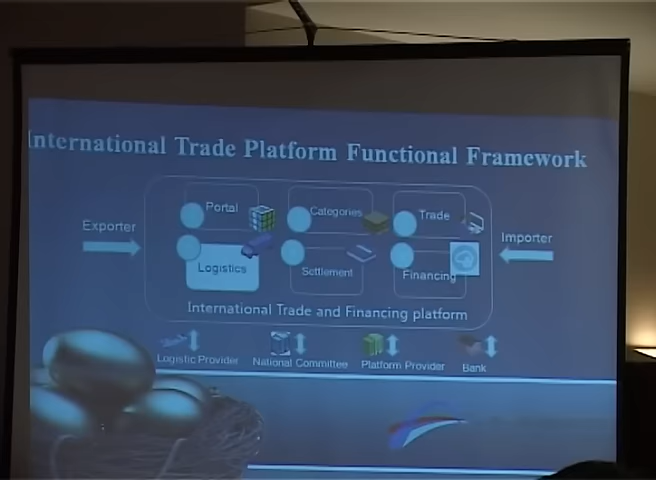 International Trade Platform Functional Framework
Portal
Categories
Trade
Exporter
Importer
Logistics
Settlement
Financing
International Trade and Financing platform
Logistic Provider
National Committee
Platform Provider
Bank